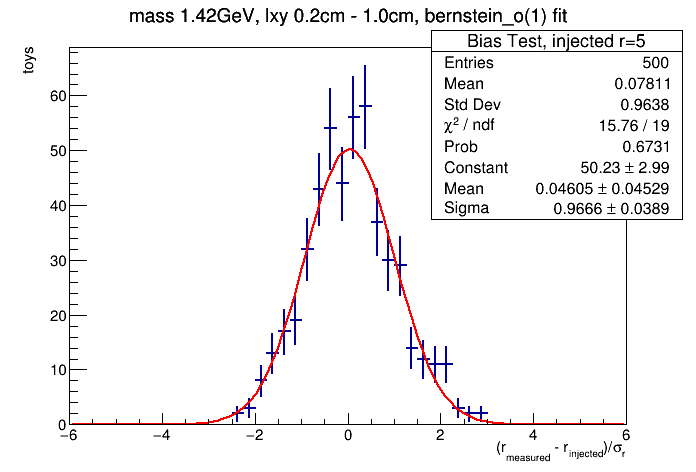 mass 1.42GeV, lxy 0.2cm - 1.0cm, bernstein_o(1) fit
toys
Bias Test, injected r=5
Entries 500
Mean 0.07811
Std Dev 0.9638
χ² / ndf 15.76 / 19
Prob 0.6731
Constant 50.23 ± 2.99
Mean 0.04605 ± 0.04529
Sigma 0.9666 ± 0.0389
60
50
40
30
20
10
0
−6 −4 −2 0 2 4 6
(r_measured - r_injected)/σ_r